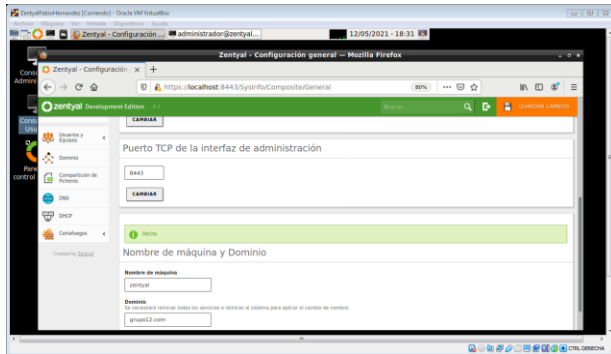 ZentyalFabioHernandez [Corriendo] - Oracle VM VirtualBox
Archivo Máquina Ver Entrada Dispositivos Ayuda
Zentyal - Configuración ...
administrador@zentyal...
12/05/2021 - 18:31
Zentyal - Configuración general — Mozilla Firefox
Zentyal - Configuración
https://localhost:8443/SysInfo/Composite/General
80%
zentyal Development Edition 6.2
Buscar
GUARDAR CAMBIOS
CAMBIAR
Usuarios y Equipos
Dominio
Compartición de Ficheros
DNS
DHCP
Cortafuegos
Created by Zentyal
Puerto TCP de la interfaz de administración
8443
CAMBIAR
Hecho
Nombre de máquina y Dominio
Nombre de máquina
zentyal
Dominio
Se necesitará reiniciar todos los servicios o reiniciar el sistema para aplicar el cambio de nombre.
grupo12.com
CTRL DERECHA